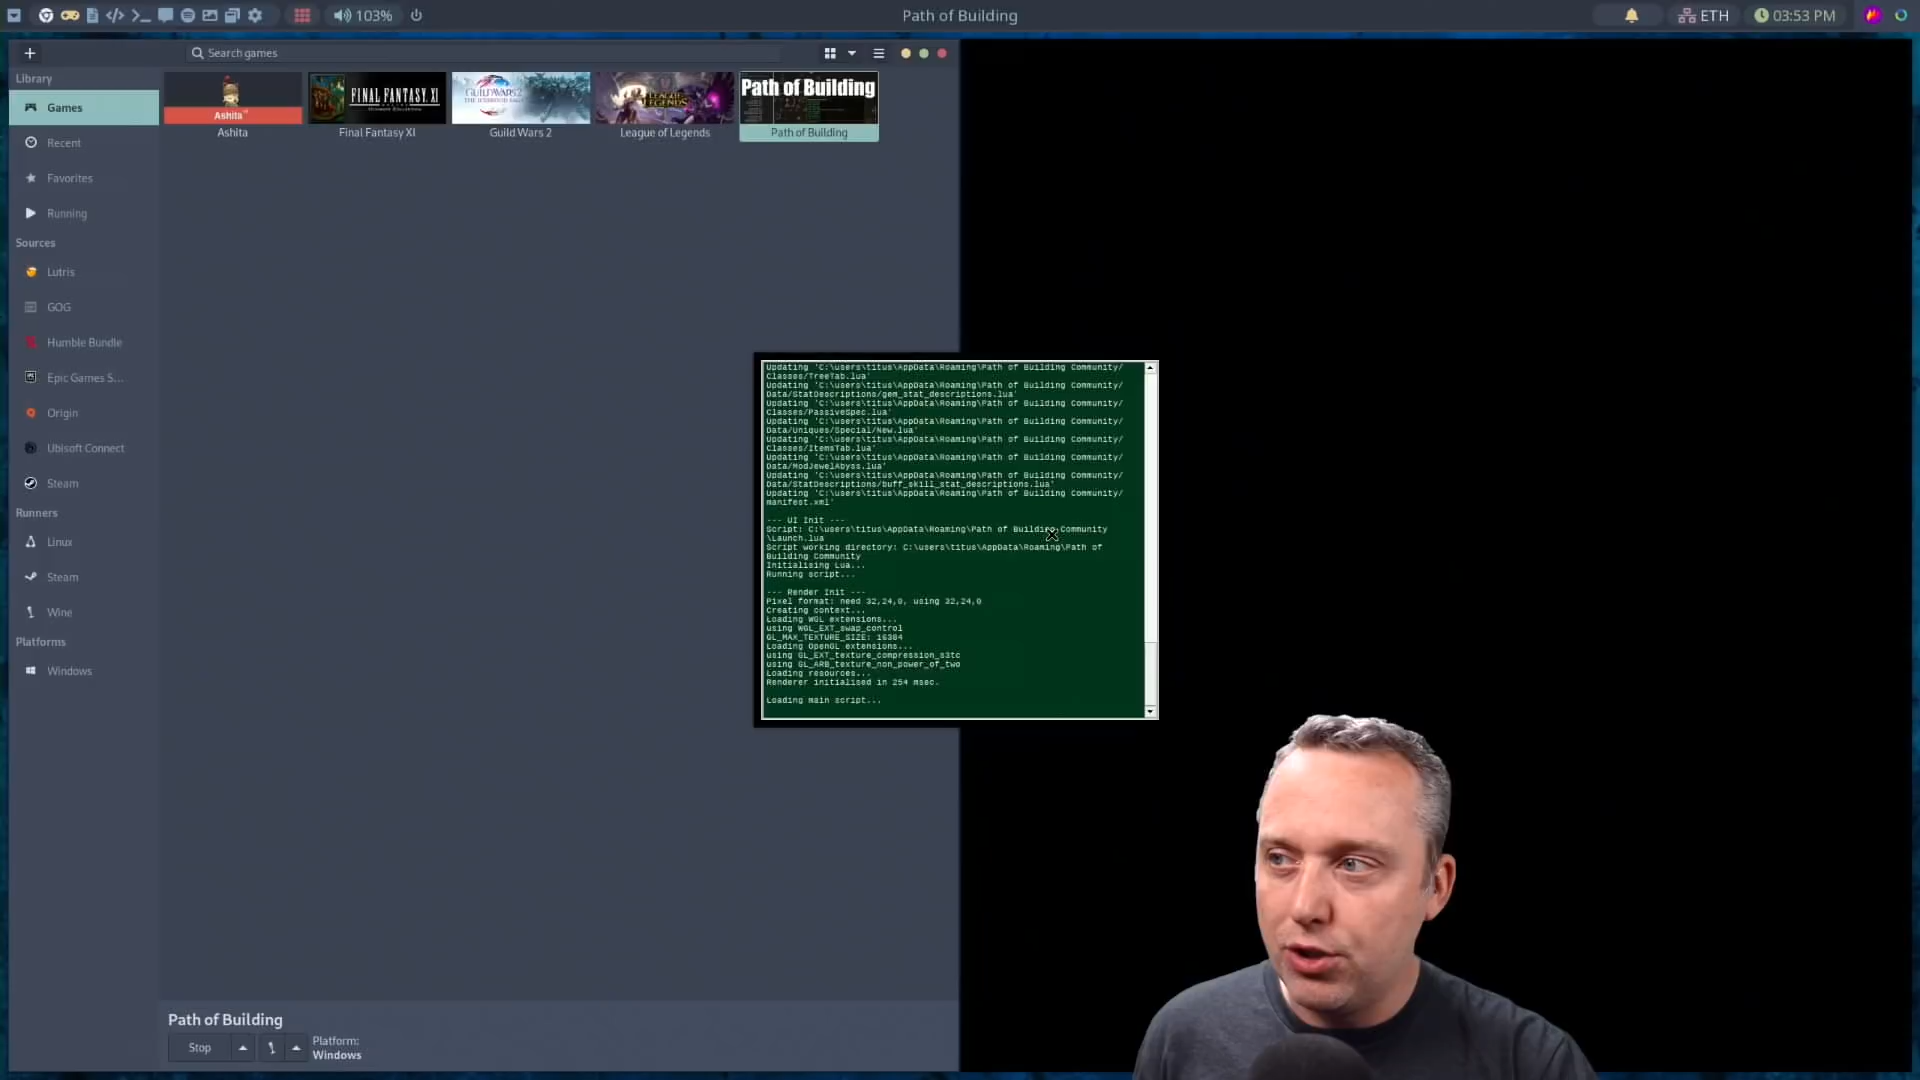 103%
Path of Building
ETH
03:53 PM
Search games
Library
Games
Recent
Favorites
Running
Sources
Lutris
GOG
Humble Bundle
Epic Games S...
Origin
Ubisoft Connect
Steam
Runners
Linux
Steam
Wine
Platforms
Windows
Ashita
Ashita
FINAL FANTASY XI
Final Fantasy XI
GUILD WARS 2
THE ICEBROOD SAGA
Guild Wars 2
LEAGUE OF LEGENDS
League of Legends
Path of Building
Path of Building
Updating 'C:\users\titus\AppData\Roaming\Path of Building Community/
Classes/TreeTab.lua'
Updating 'C:\users\titus\AppData\Roaming\Path of Building Community/
Data/StatDescriptions/gem_stat_descriptions.lua'
Updating 'C:\users\titus\AppData\Roaming\Path of Building Community/
Classes/PassiveSpec.lua'
Updating 'C:\users\titus\AppData\Roaming\Path of Building Community/
Data/Uniques/Special/New.lua'
Updating 'C:\users\titus\AppData\Roaming\Path of Building Community/
Classes/ItemsTab.lua'
Updating 'C:\users\titus\AppData\Roaming\Path of Building Community/
Data/ModJewelAbyss.lua'
Updating 'C:\users\titus\AppData\Roaming\Path of Building Community/
Data/StatDescriptions/buff_skill_stat_descriptions.lua'
Updating 'C:\users\titus\AppData\Roaming\Path of Building Community/
manifest.xml'
--- UI Init ---
Script: C:\users\titus\AppData\Roaming\Path of Building Community
\Launch.lua
Script working directory: C:\users\titus\AppData\Roaming\Path of
Building Community
Initialising Lua...
Running script...
--- Render Init ---
Pixel format: need 32,24,0, using 32,24,0
Creating context...
Loading WGL extensions...
using WGL_EXT_swap_control
GL_MAX_TEXTURE_SIZE: 16384
Loading OpenGL extensions...
using GL_EXT_texture_compression_s3tc
using GL_ARB_texture_non_power_of_two
Loading resources...
Renderer initialised in 254 msec.
Loading main script...
Path of Building
Stop
Platform:
Windows